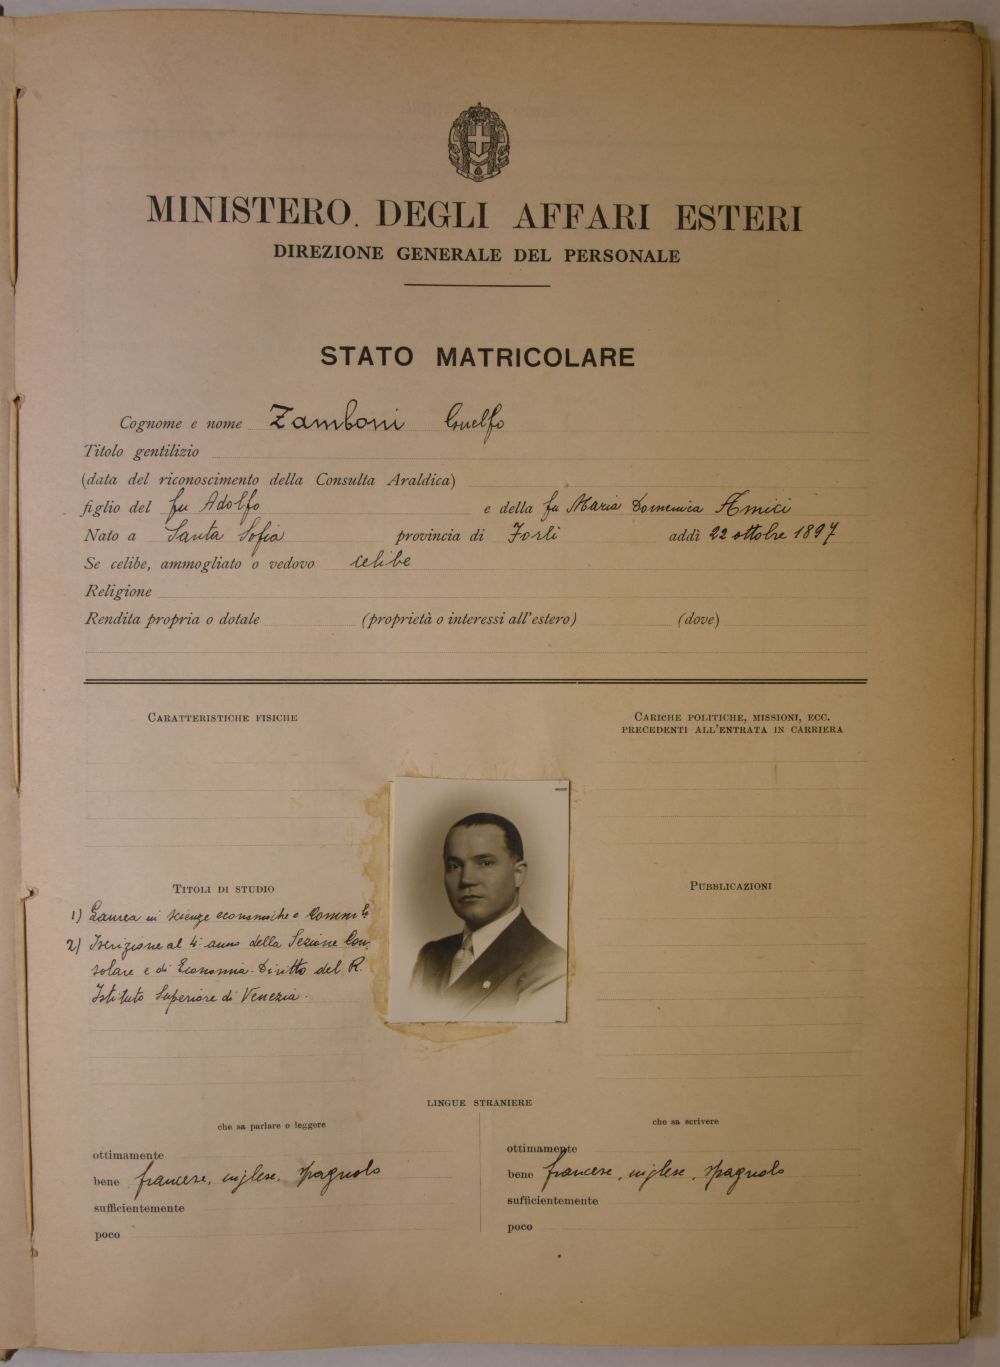 MINISTERO DEGLI AFFARI ESTERI
DIREZIONE GENERALE DEL PERSONALE
STATO MATRICOLARE
Cognome e nome Zamboni Guelfo
Titolo gentilizio
(data del riconoscimento della Consulta Araldica)
figlio del fu Adolfo e della fu Maria Domenica Amici
Nato a Santa Sofia provincia di Forlì addì 22 ottobre 1897
Se celibe, ammogliato o vedovo celibe
Religione
Rendita propria o dotale (proprietà o interessi all'estero) (dove)
CARATTERISTICHE FISICHE
CARICHE POLITICHE, MISSIONI, ECC.
PRECEDENTI ALL'ENTRATA IN CARRIERA
TITOLI DI STUDIO
1) Laurea in scienze economiche e Comm.li
2) Iscrizione al 4° anno della Sezione Con-
solare e di Economia-Diritto del R.
Istituto Superiore di Venezia.
PUBBLICAZIONI
LINGUE STRANIERE
che sa parlare e leggere
ottimamente
bene francese, inglese, spagnolo
sufficientemente
poco
che sa scrivere
ottimamente
bene francese, inglese, spagnolo
sufficientemente
poco